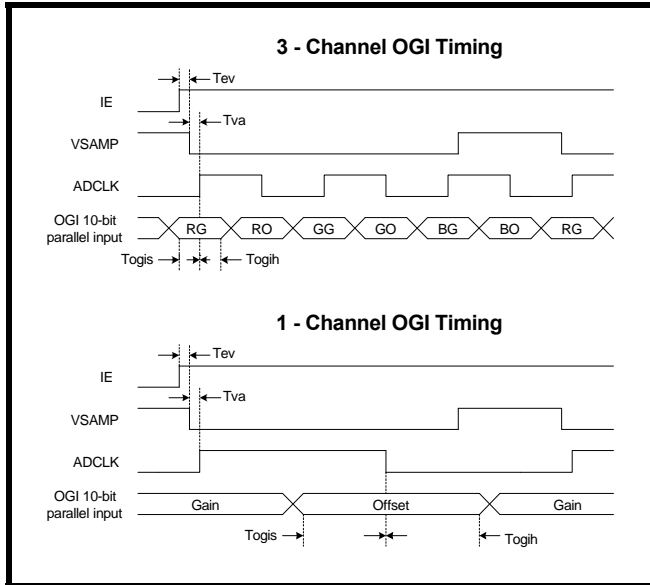 3 - Channel OGI Timing
Tev
IE
Tva
VSAMP
ADCLK
OGI 10-bit
parallel input
RG RO GG GO BG BO RG
Togis Togih
1 - Channel OGI Timing
Tev
IE
Tva
VSAMP
ADCLK
OGI 10-bit
parallel input
Gain Offset Gain
Togis Togih